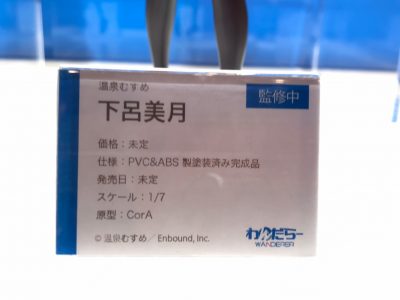 温泉むすめ
監修中
下呂美月
価格：未定
仕様：PVC&ABS 製塗装済み完成品
発売日：未定
スケール：1/7
原型：CorA
わんだらー
WANDERER
© 温泉むすめ／ Enbound, Inc.